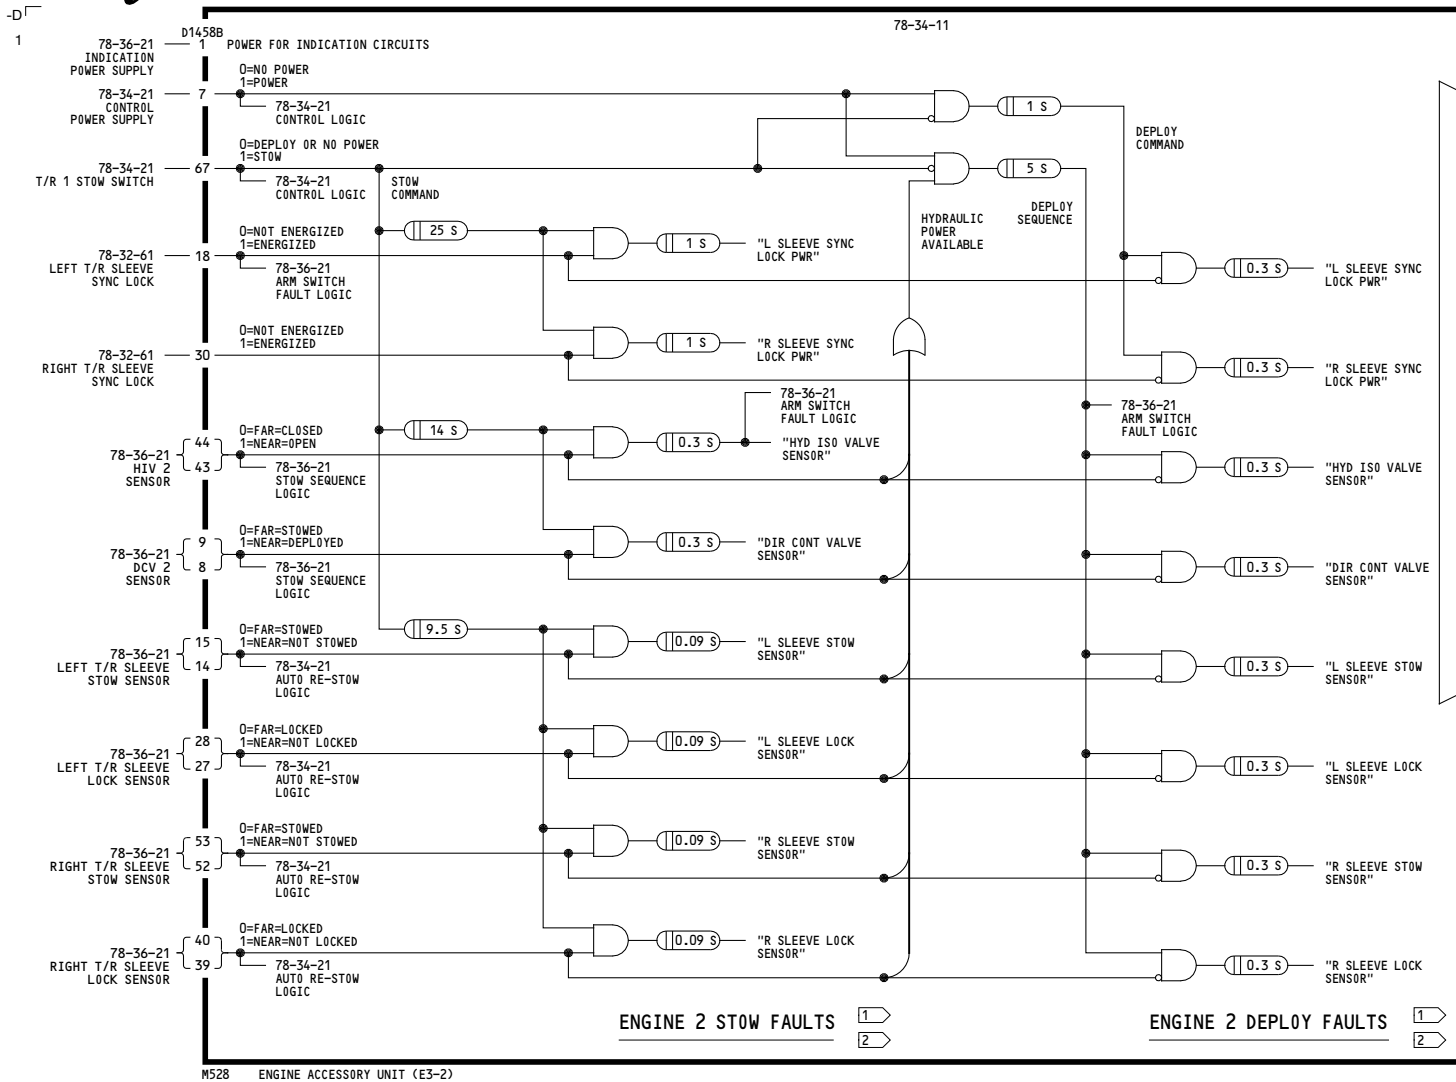 -D
1
78-34-11
D1458B
78-36-21
INDICATION
POWER SUPPLY
1
POWER FOR INDICATION CIRCUITS
0=NO POWER
1=POWER
78-34-21
CONTROL
POWER SUPPLY
7
78-34-21
CONTROL LOGIC
1 S
DEPLOY
COMMAND
0=DEPLOY OR NO POWER
1=STOW
78-34-21
T/R 1 STOW SWITCH
67
78-34-21
CONTROL LOGIC
STOW
COMMAND
5 S
DEPLOY
SEQUENCE
HYDRAULIC
POWER
AVAILABLE
0=NOT ENERGIZED
1=ENERGIZED
78-32-61
LEFT T/R SLEEVE
SYNC LOCK
18
78-36-21
ARM SWITCH
FAULT LOGIC
25 S
1 S
"L SLEEVE SYNC
LOCK PWR"
0.3 S
"L SLEEVE SYNC
LOCK PWR"
0=NOT ENERGIZED
1=ENERGIZED
78-32-61
RIGHT T/R SLEEVE
SYNC LOCK
30
1 S
"R SLEEVE SYNC
LOCK PWR"
0.3 S
"R SLEEVE SYNC
LOCK PWR"
78-36-21
ARM SWITCH
FAULT LOGIC
78-36-21
ARM SWITCH
FAULT LOGIC
0=FAR=CLOSED
1=NEAR=OPEN
78-36-21
HIV 2
SENSOR
44
43
78-36-21
STOW SEQUENCE
LOGIC
14 S
0.3 S
"HYD ISO VALVE
SENSOR"
0.3 S
"HYD ISO VALVE
SENSOR"
0=FAR=STOWED
1=NEAR=DEPLOYED
78-36-21
DCV 2
SENSOR
9
8
78-36-21
STOW SEQUENCE
LOGIC
0.3 S
"DIR CONT VALVE
SENSOR"
0.3 S
"DIR CONT VALVE
SENSOR"
0=FAR=STOWED
1=NEAR=NOT STOWED
78-36-21
LEFT T/R SLEEVE
STOW SENSOR
15
14
78-34-21
AUTO RE-STOW
LOGIC
9.5 S
0.09 S
"L SLEEVE STOW
SENSOR"
0.3 S
"L SLEEVE STOW
SENSOR"
0=FAR=LOCKED
1=NEAR=NOT LOCKED
78-36-21
LEFT T/R SLEEVE
LOCK SENSOR
28
27
78-34-21
AUTO RE-STOW
LOGIC
0.09 S
"L SLEEVE LOCK
SENSOR"
0.3 S
"L SLEEVE LOCK
SENSOR"
0=FAR=STOWED
1=NEAR=NOT STOWED
78-36-21
RIGHT T/R SLEEVE
STOW SENSOR
53
52
78-34-21
AUTO RE-STOW
LOGIC
0.09 S
"R SLEEVE STOW
SENSOR"
0.3 S
"R SLEEVE STOW
SENSOR"
0=FAR=LOCKED
1=NEAR=NOT LOCKED
78-36-21
RIGHT T/R SLEEVE
LOCK SENSOR
40
39
78-34-21
AUTO RE-STOW
LOGIC
0.09 S
"R SLEEVE LOCK
SENSOR"
0.3 S
"R SLEEVE LOCK
SENSOR"
ENGINE 2 STOW FAULTS
1
2
ENGINE 2 DEPLOY FAULTS
1
2
M528 ENGINE ACCESSORY UNIT (E3-2)